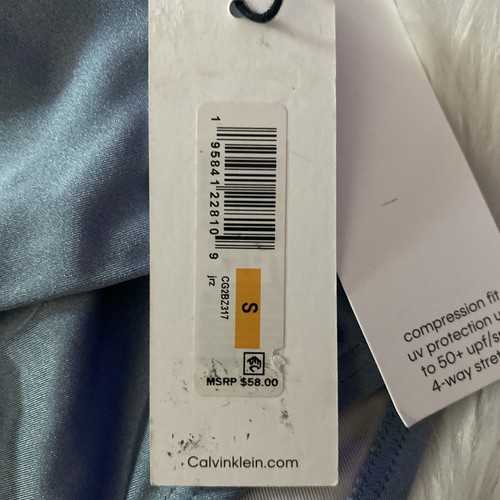 1 95841 22810 9
CG2BZ317
jrz
S
MSRP $58.00
Calvinklein.com
compression fit
uv protection u
to 50+ upf/s
4-way stret